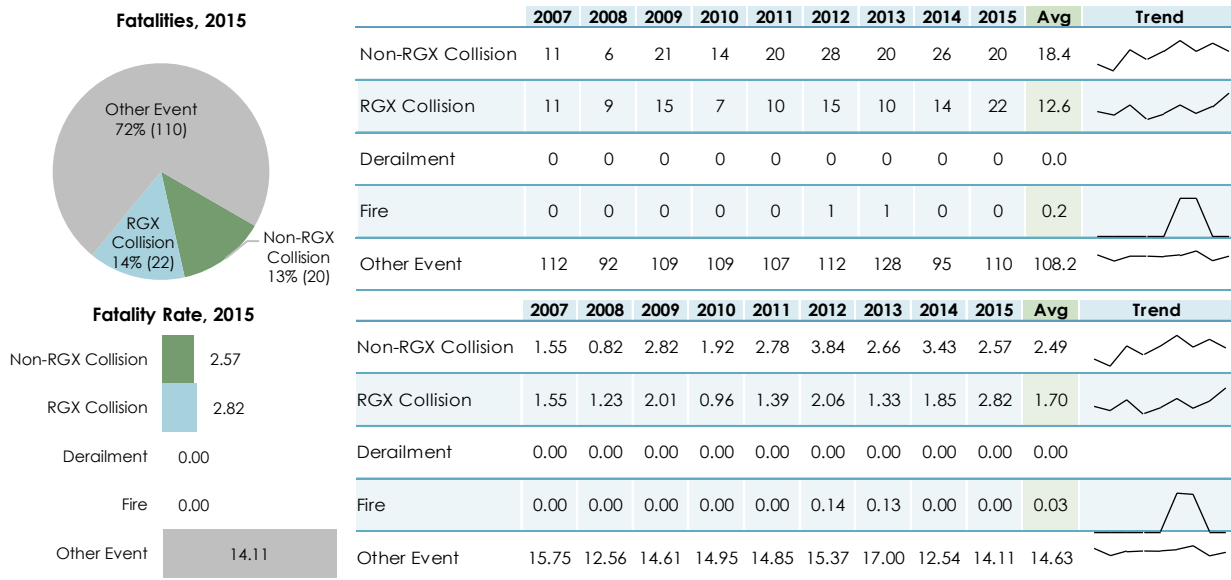 Fatalities, 2015
Other Event
72% (110)
RGX
Collision
14% (22)
Non-RGX
Collision
13% (20)
2007 2008 2009 2010 2011 2012 2013 2014 2015 Avg Trend
Non-RGX Collision 11 6 21 14 20 28 20 26 20 18.4
RGX Collision 11 9 15 7 10 15 10 14 22 12.6
Derailment 0 0 0 0 0 0 0 0 0 0.0
Fire 0 0 0 0 0 1 1 0 0 0.2
Other Event 112 92 109 109 107 112 128 95 110 108.2
Fatality Rate, 2015
Non-RGX Collision 2.57
RGX Collision 2.82
Derailment 0.00
Fire 0.00
Other Event 14.11
2007 2008 2009 2010 2011 2012 2013 2014 2015 Avg Trend
Non-RGX Collision 1.55 0.82 2.82 1.92 2.78 3.84 2.66 3.43 2.57 2.49
RGX Collision 1.55 1.23 2.01 0.96 1.39 2.06 1.33 1.85 2.82 1.70
Derailment 0.00 0.00 0.00 0.00 0.00 0.00 0.00 0.00 0.00 0.00
Fire 0.00 0.00 0.00 0.00 0.00 0.14 0.13 0.00 0.00 0.03
Other Event 15.75 12.56 14.61 14.95 14.85 15.37 17.00 12.54 14.11 14.63